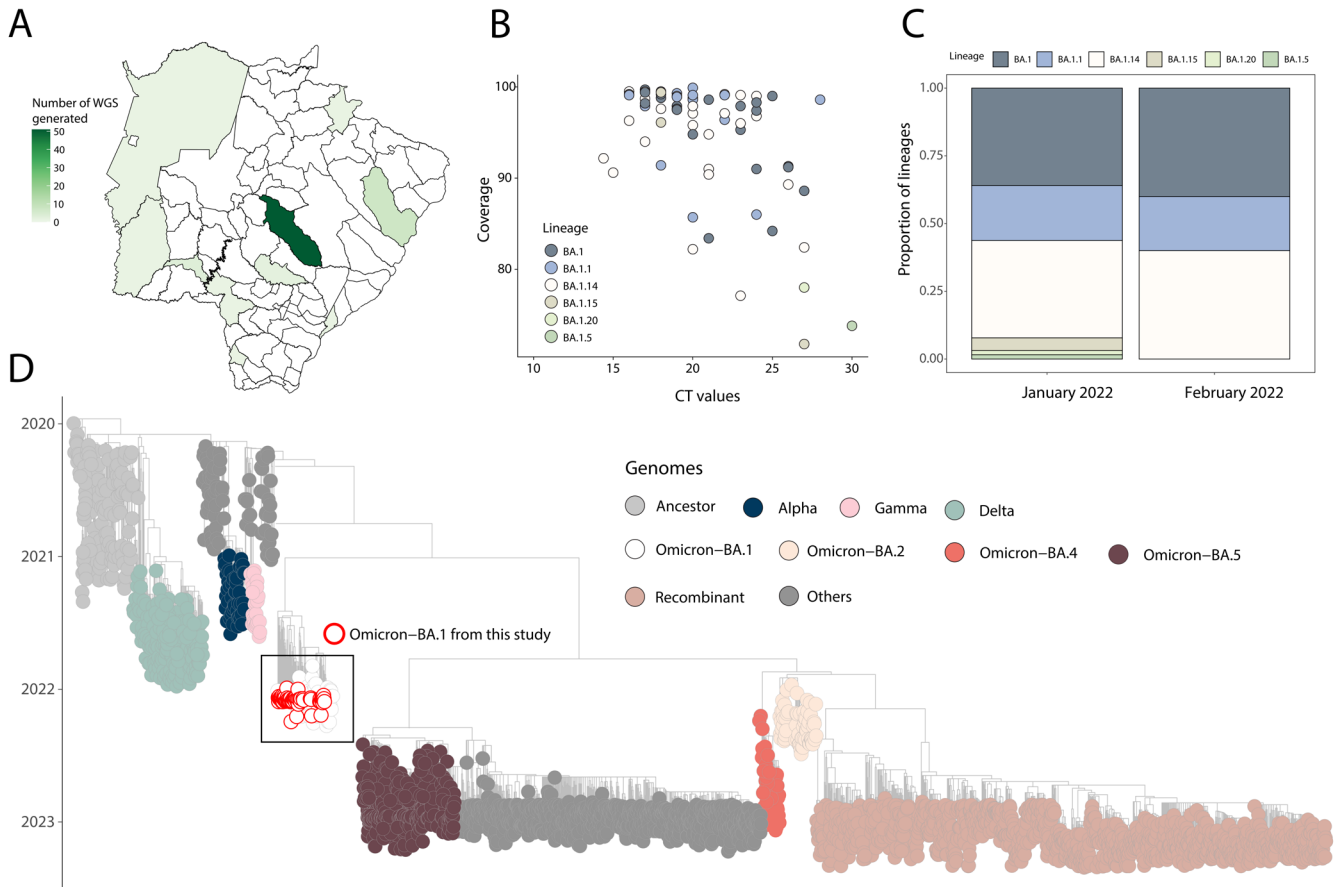 A
Number of WGS
generated
50
40
30
20
10
0
B
Coverage
100
90
80
Lineage
BA.1
BA.1.1
BA.1.14
BA.1.15
BA.1.20
BA.1.5
10
15
20
25
30
CT values
C
Lineage BA.1 BA.1.1 BA.1.14 BA.1.15 BA.1.20 BA.1.5
Proportion of lineages
1.00
0.75
0.50
0.25
0.00
January 2022
February 2022
D
2020
2021
2022
2023
Genomes
Ancestor Alpha Gamma Delta
Omicron−BA.1 Omicron−BA.2 Omicron−BA.4 Omicron−BA.5
Recombinant Others
Omicron−BA.1 from this study